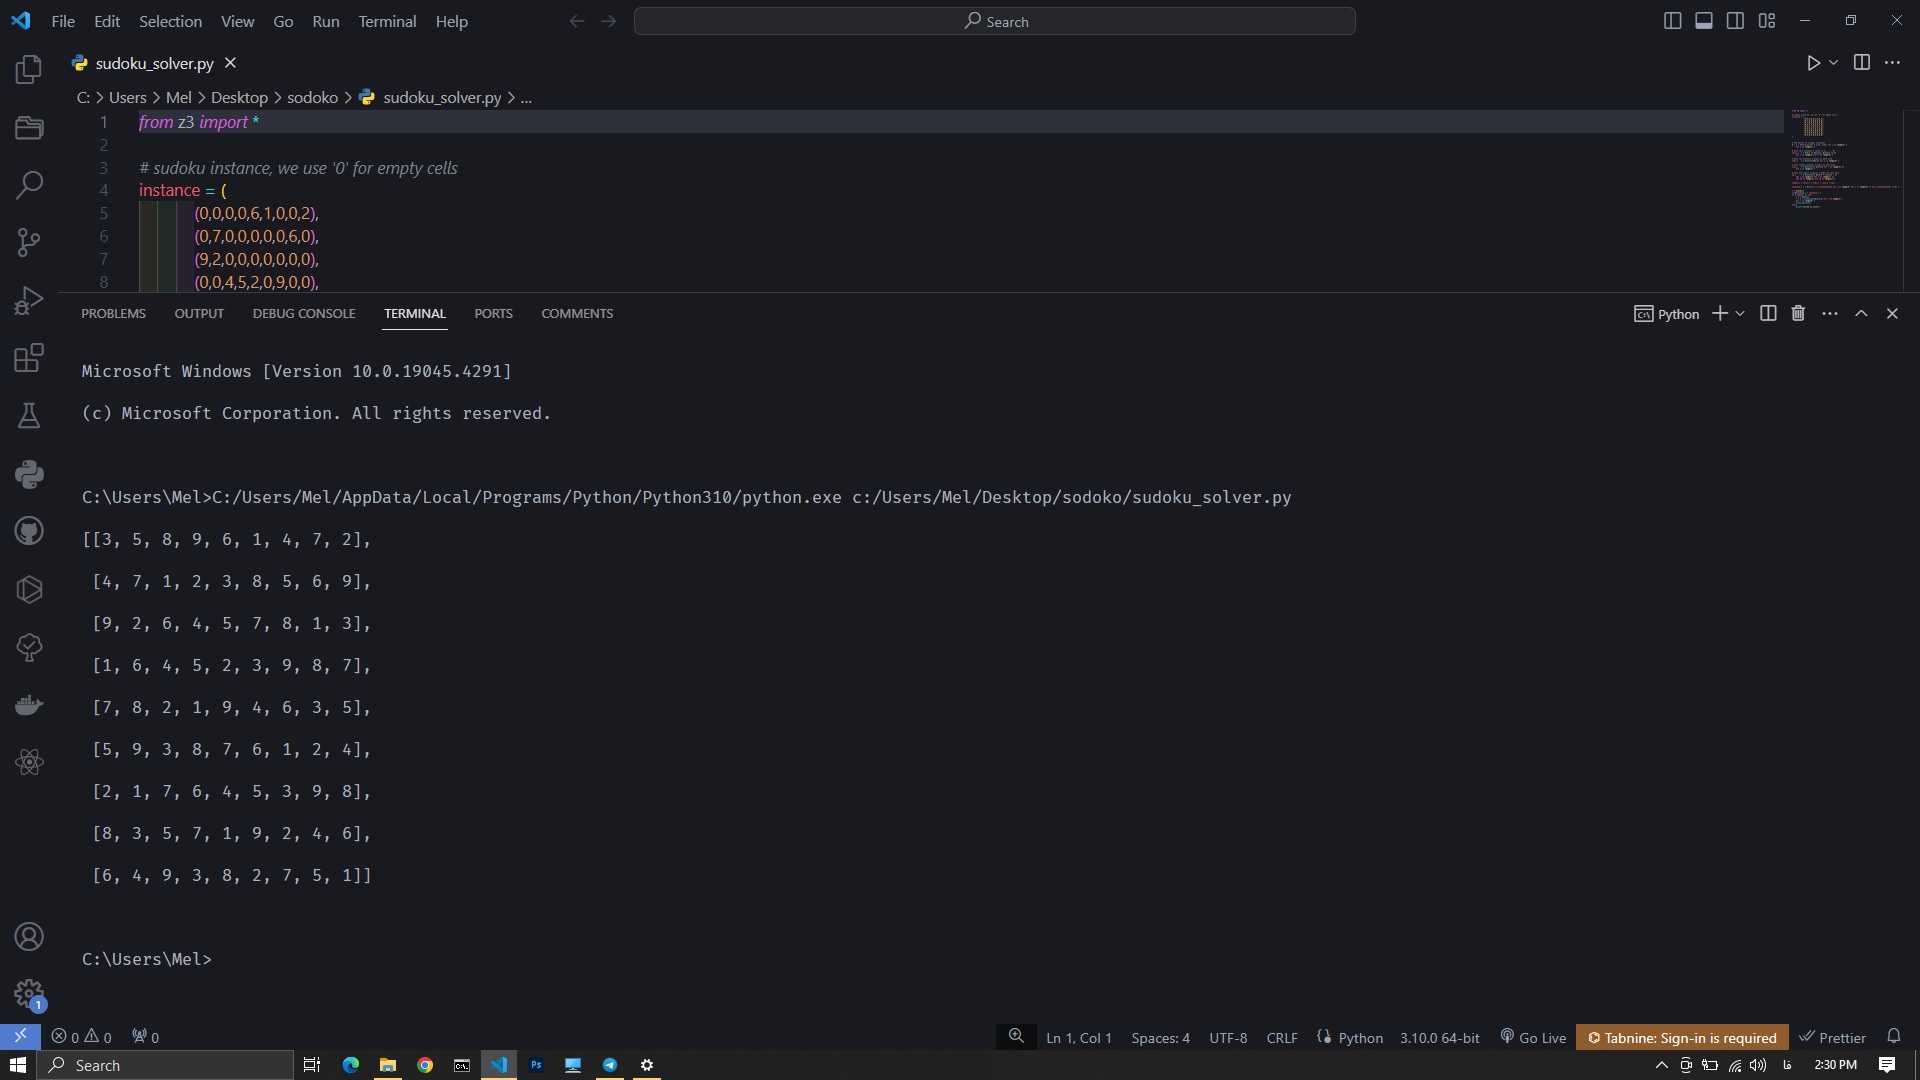 File Edit Selection View Go Run Terminal Help
Search
sudoku_solver.py
C: > Users > Mel > Desktop > sodoko > sudoku_solver.py > ...
1 from z3 import *
2
3 # sudoku instance, we use '0' for empty cells
4 instance = (
5 (0,0,0,0,6,1,0,0,2),
6 (0,7,0,0,0,0,0,6,0),
7 (9,2,0,0,0,0,0,0,0),
8 (0,0,4,5,2,0,9,0,0),
PROBLEMS OUTPUT DEBUG CONSOLE TERMINAL PORTS COMMENTS
Python
Microsoft Windows [Version 10.0.19045.4291]
(c) Microsoft Corporation. All rights reserved.
C:\Users\Mel>C:/Users/Mel/AppData/Local/Programs/Python/Python310/python.exe c:/Users/Mel/Desktop/sodoko/sudoku_solver.py
[[3, 5, 8, 9, 6, 1, 4, 7, 2],
[4, 7, 1, 2, 3, 8, 5, 6, 9],
[9, 2, 6, 4, 5, 7, 8, 1, 3],
[1, 6, 4, 5, 2, 3, 9, 8, 7],
[7, 8, 2, 1, 9, 4, 6, 3, 5],
[5, 9, 3, 8, 7, 6, 1, 2, 4],
[2, 1, 7, 6, 4, 5, 3, 9, 8],
[8, 3, 5, 7, 1, 9, 2, 4, 6],
[6, 4, 9, 3, 8, 2, 7, 5, 1]]
C:\Users\Mel>
1
0 0 0
Ln 1, Col 1 Spaces: 4 UTF-8 CRLF Python 3.10.0 64-bit Go Live Tabnine: Sign-in is required Prettier
Search
Ps
فا
2:30 PM